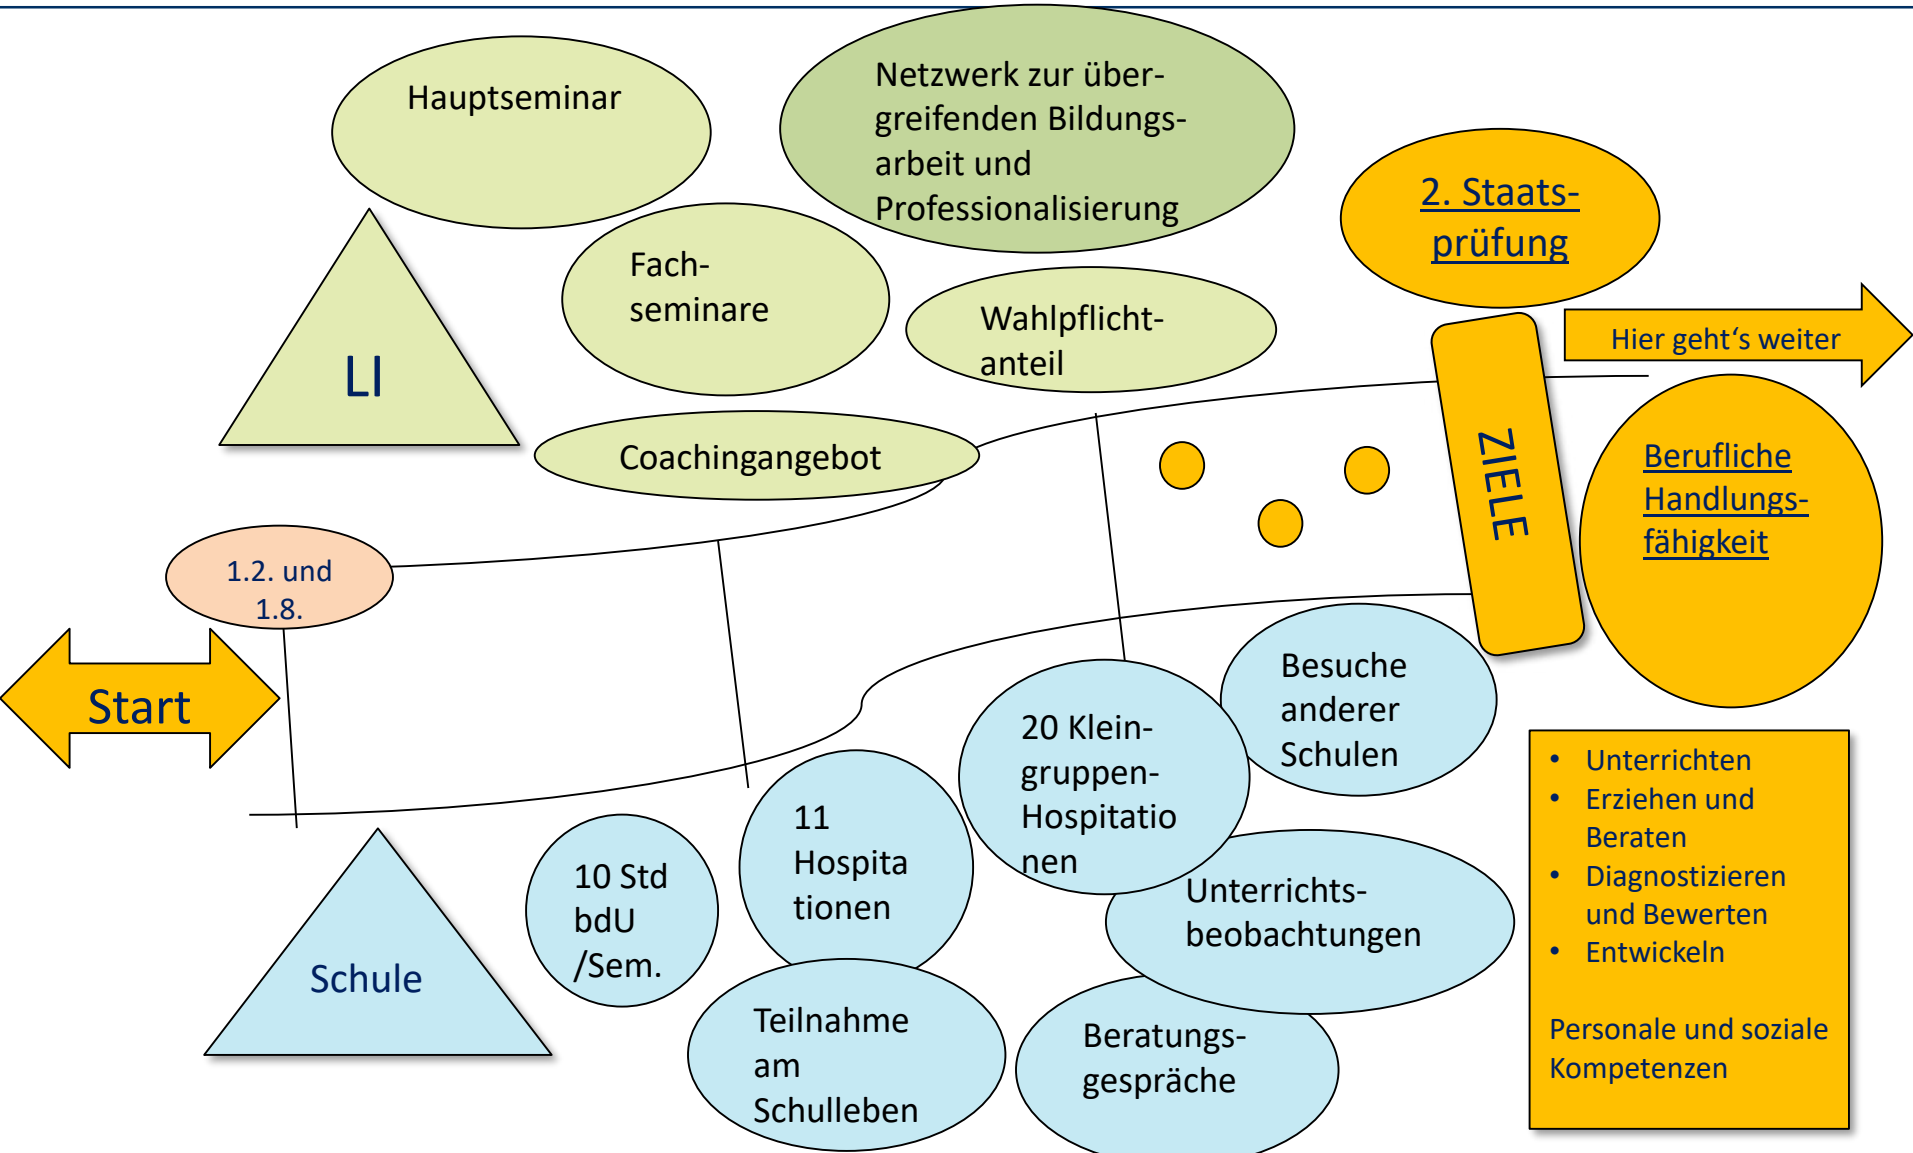 Hauptseminar
Netzwerk zur über-
greifenden Bildungs-
arbeit und
Professionalisierung
2. Staats-
prüfung
Fach-
seminare
Wahlpflicht-
anteil
Hier geht‘s weiter
LI
Coachingangebot
ZIELE
Berufliche
Handlungs-
fähigkeit
1.2. und
1.8.
Start
Besuche
anderer
Schulen
20 Klein-
gruppen-
Hospitatio
nen
11
Hospita
tionen
10 Std
bdU
/Sem.
Unterrichts-
beobachtungen
Schule
Teilnahme
am
Schulleben
Beratungs-
gespräche
• Unterrichten
• Erziehen und
Beraten
• Diagnostizieren
und Bewerten
• Entwickeln
Personale und soziale
Kompetenzen